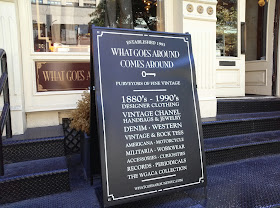 ESTABLISHED 1993
WHAT GOES AROUND
COMES AROUND
PURVEYORS OF FINE VINTAGE
1880's - 1990's
DESIGNER CLOTHING
VINTAGE CHANEL
HANDBAGS & JEWELRY
DENIM - WESTERN
VINTAGE & ROCK TEES
AMERICANA - MOTORCYCLE
MILITARIA - WORKWEAR
ACCESSORIES - CURIOSITIES
RECORDS - PERIODICALS
THE WGACA COLLECTION
WHAT GOES A